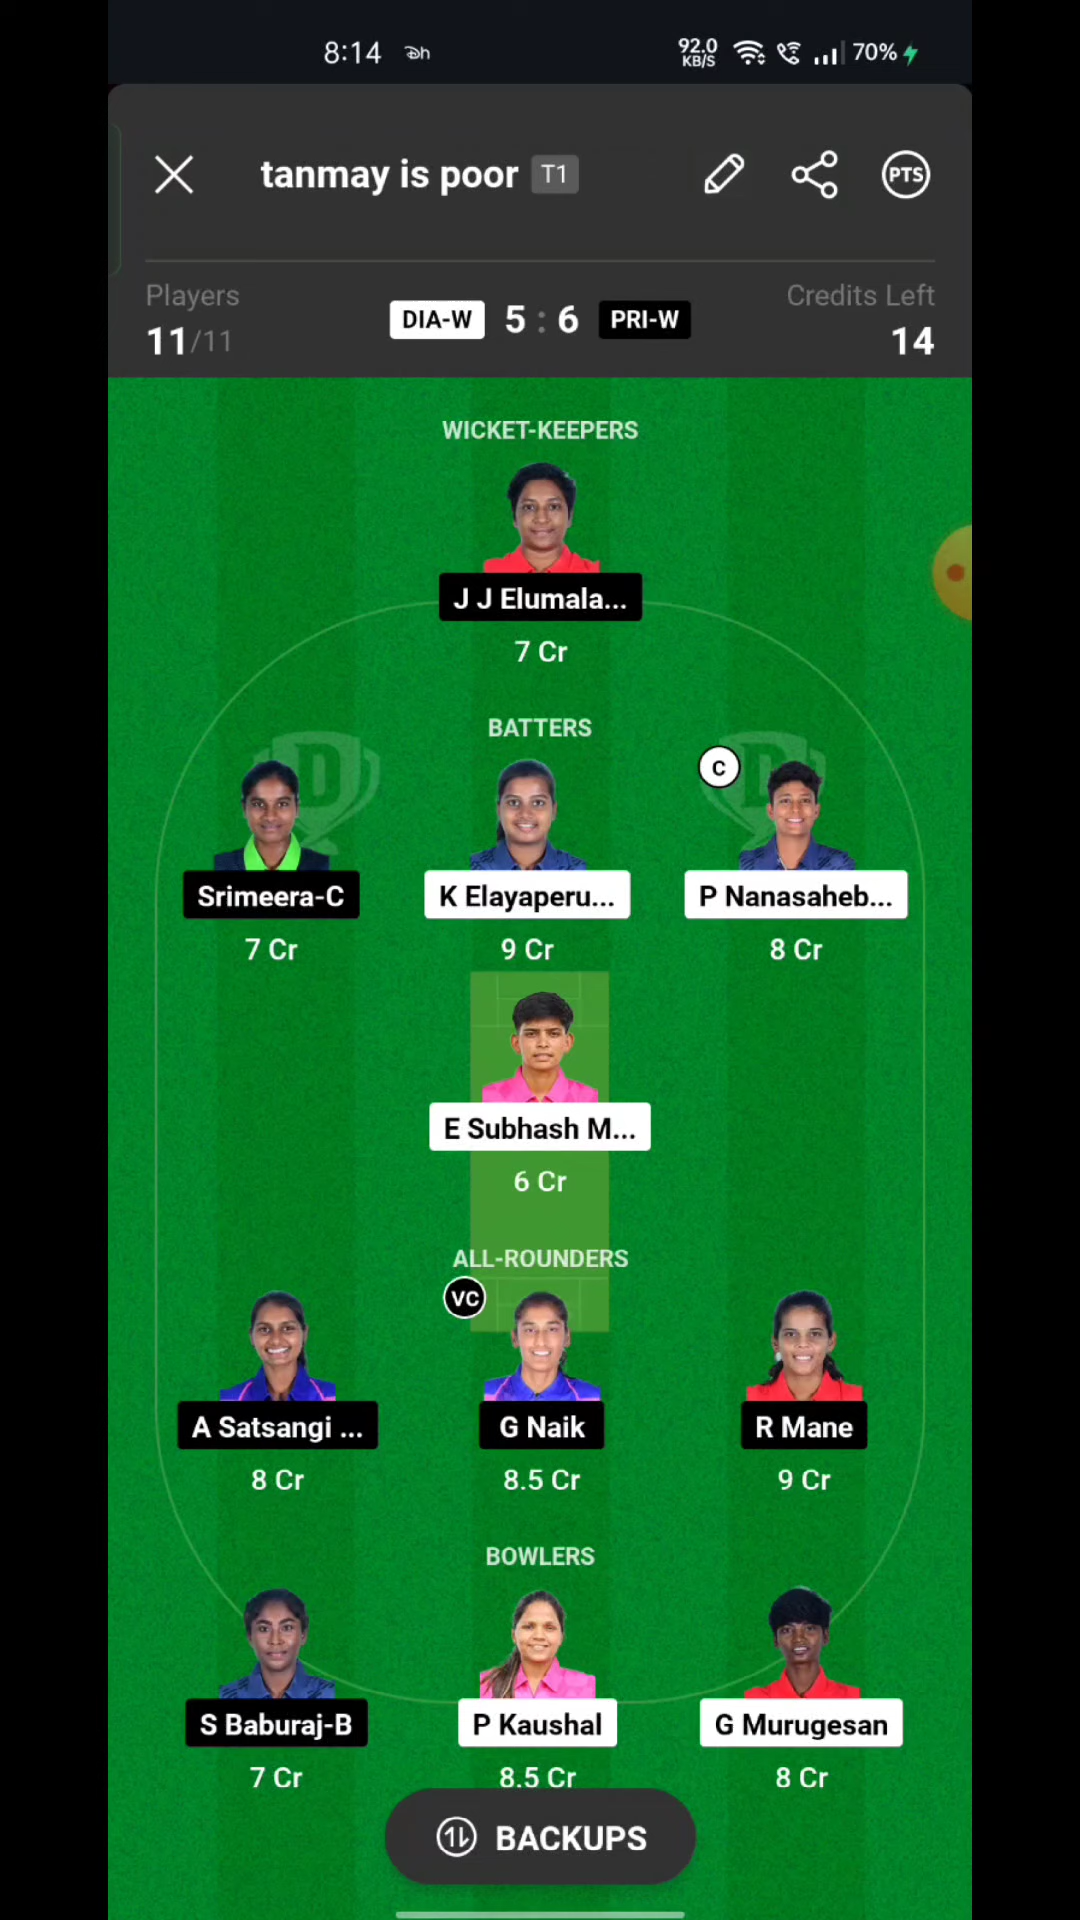 8:14 Dh 92.0 KB/S 70%
tanmay is poor T1 PTS
Players Credits Left
11/11 DIA-W 5 : 6 PRI-W 14
WICKET-KEEPERS
J J Elumala...
7 Cr
BATTERS
C
Srimeera-C K Elayaperu... P Nanasaheb...
7 Cr 9 Cr 8 Cr
E Subhash M...
6 Cr
ALL-ROUNDERS
VC
A Satsangi ... G Naik R Mane
8 Cr 8.5 Cr 9 Cr
BOWLERS
S Baburaj-B P Kaushal G Murugesan
7 Cr 8.5 Cr 8 Cr
BACKUPS